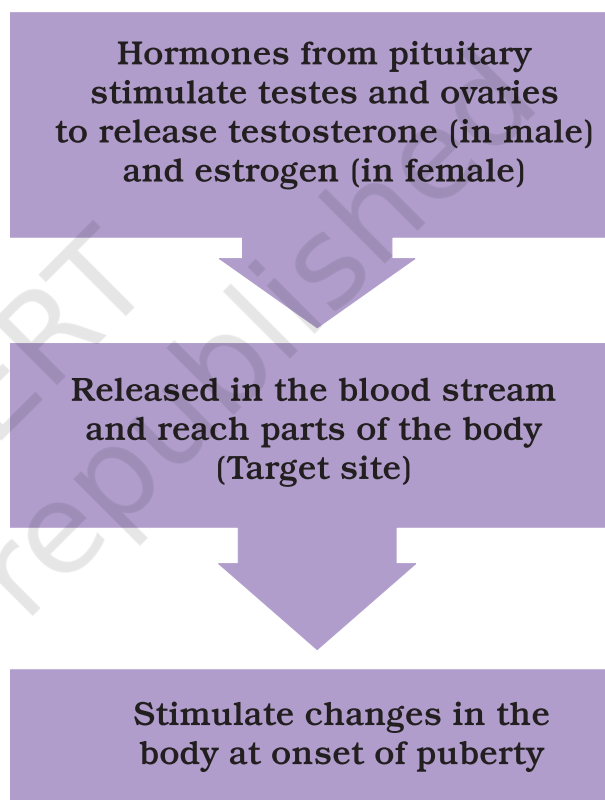 Hormones from pituitary
stimulate testes and ovaries
to release testosterone (in male)
and estrogen (in female)
Released in the blood stream
and reach parts of the body
(Target site)
Stimulate changes in the
body at onset of puberty
ERT
republished